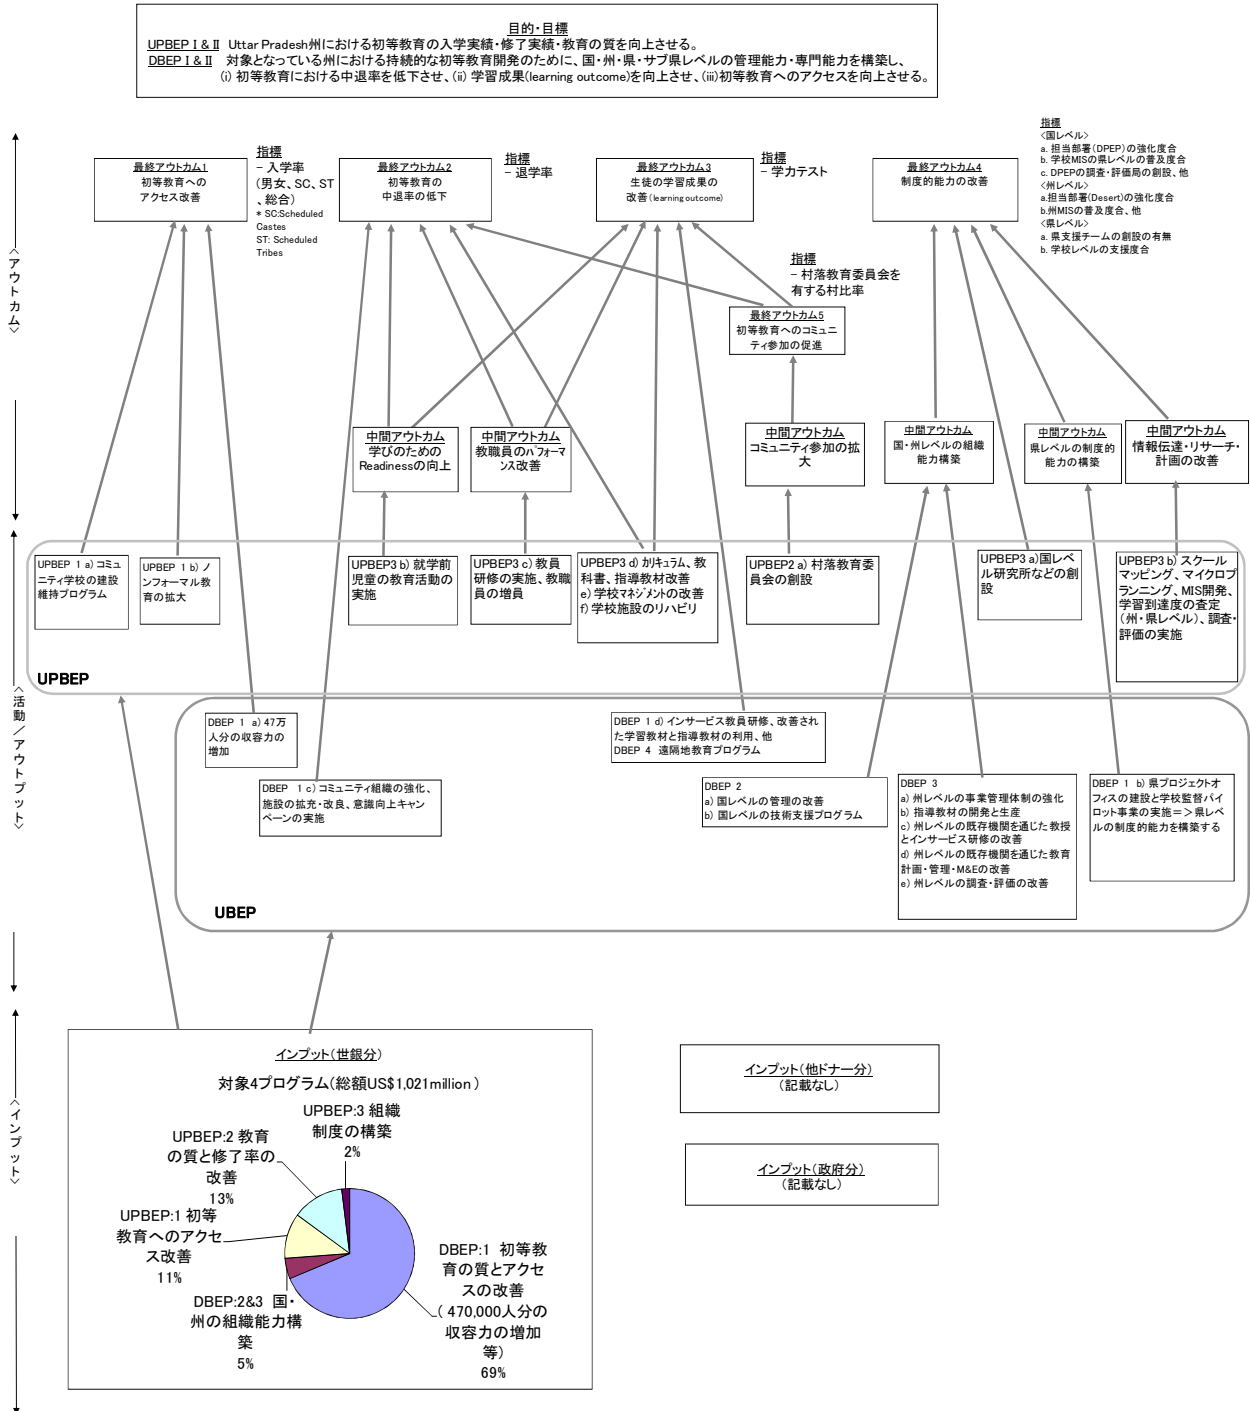 目的・目標
UPBEP I & II Uttar Pradesh州における初等教育の入学実績・修了実績・教育の質を向上させる。
DBEP I & II 対象となっている州における持続的な初等教育開発のために、国・州・県・サブ県レベルの管理能力・専門能力を構築し、
(i) 初等教育における中退率を低下させ、(ii) 学習成果(learning outcome)を向上させ、(iii)初等教育へのアクセスを向上させる。
〈アウトカム〉
最終アウトカム1
初等教育への
アクセス改善
指標
– 入学率
(男女、SC、ST
、総合)
* SC:Scheduled
Castes
ST: Scheduled
Tribes
最終アウトカム2
初等教育の
中退率の低下
指標
– 退学率
最終アウトカム3
生徒の学習成果の
改善(learning outcome)
指標
– 学力テスト
最終アウトカム4
制度的能力の改善
指標
<国レベル>
a. 担当部署(DPEP)の強化度合
b. 学校MISの県レベルの普及度合
c. DPEPの調査・評価局の創設、他
<州レベル>
a.担当部署(Desert)の強化度合
b.州MISの普及度合、他
<県レベル>
a. 県支援チームの創設の有無
b. 学校レベルの支援度合
指標
– 村落教育委員会を
有する村比率
最終アウトカム5
初等教育へのコミュニ
ティ参加の促進
中間アウトカム
学びのための
Readinessの向上
中間アウトカム
教職員のパフォーマ
ンス改善
中間アウトカム
コミュニティ参加の拡
大
中間アウトカム
国・州レベルの組織
能力構築
中間アウトカム
県レベルの制度的
能力の構築
中間アウトカム
情報伝達・リサーチ・
計画の改善
〈活動／アウトプット〉
UPBEP 1 a) コミュ
ニティ学校の建設
維持プログラム
UPBEP 1 b) ノ
ンフォーマル教
育の拡大
UPBEP3 b) 就学前
児童の教育活動の
実施
UPBEP3 c) 教員
研修の実施、教職
員の増員
UPBEP3 d) カリキュラム、教
科書、指導教材改善
e) 学校マネジメントの改善
f) 学校施設のリハビリ
UPBEP2 a) 村落教育委
員会の創設
UPBEP3 a)国レベ
ル研究所などの創
設
UPBEP3 b) スクール
マッピング、マイクロプ
ランニング、MIS開発、
学習到達度の査定
(州・県レベル)、調査・
評価の実施
UPBEP
DBEP 1 a) 47万
人分の収容力の
増加
DBEP 1 c) コミュニティ組織の強化、
施設の拡充・改良、意識向上キャン
ペーンの実施
DBEP 1 d) インサービス教員研修、改善され
た学習教材と指導教材の利用、他
DBEP 4 遠隔地教育プログラム
DBEP 2
a) 国レベルの管理の改善
b) 国レベルの技術支援プログラム
DBEP 3
a) 州レベルの事業管理体制の強化
b) 指導教材の開発と生産
c) 州レベルの既存機関を通じた教授
とインサービス研修の改善
d) 州レベルの既存機関を通じた教育
計画・管理・M&Eの改善
e) 州レベルの調査・評価の改善
DBEP 1 b) 県プロジェクトオ
フィスの建設と学校監督パイ
ロット事業の実施＝＞県レベ
ルの制度的能力を構築する
UBEP
〈インプット〉
インプット(世銀分)
対象4プログラム(総額US$1,021million )
UPBEP:3 組織
制度の構築
2%
UPBEP:2 教育
の質と修了率の
改善
13%
UPBEP:1 初等
教育へのアクセ
ス改善
11%
DBEP:2&3 国・
州の組織能力構
築
5%
DBEP:1 初等教
育の質とアクセ
スの改善
( 470,000人分の
収容力の増加
等)
69%
インプット(他ドナー分)
(記載なし)
インプット(政府分)
(記載なし)